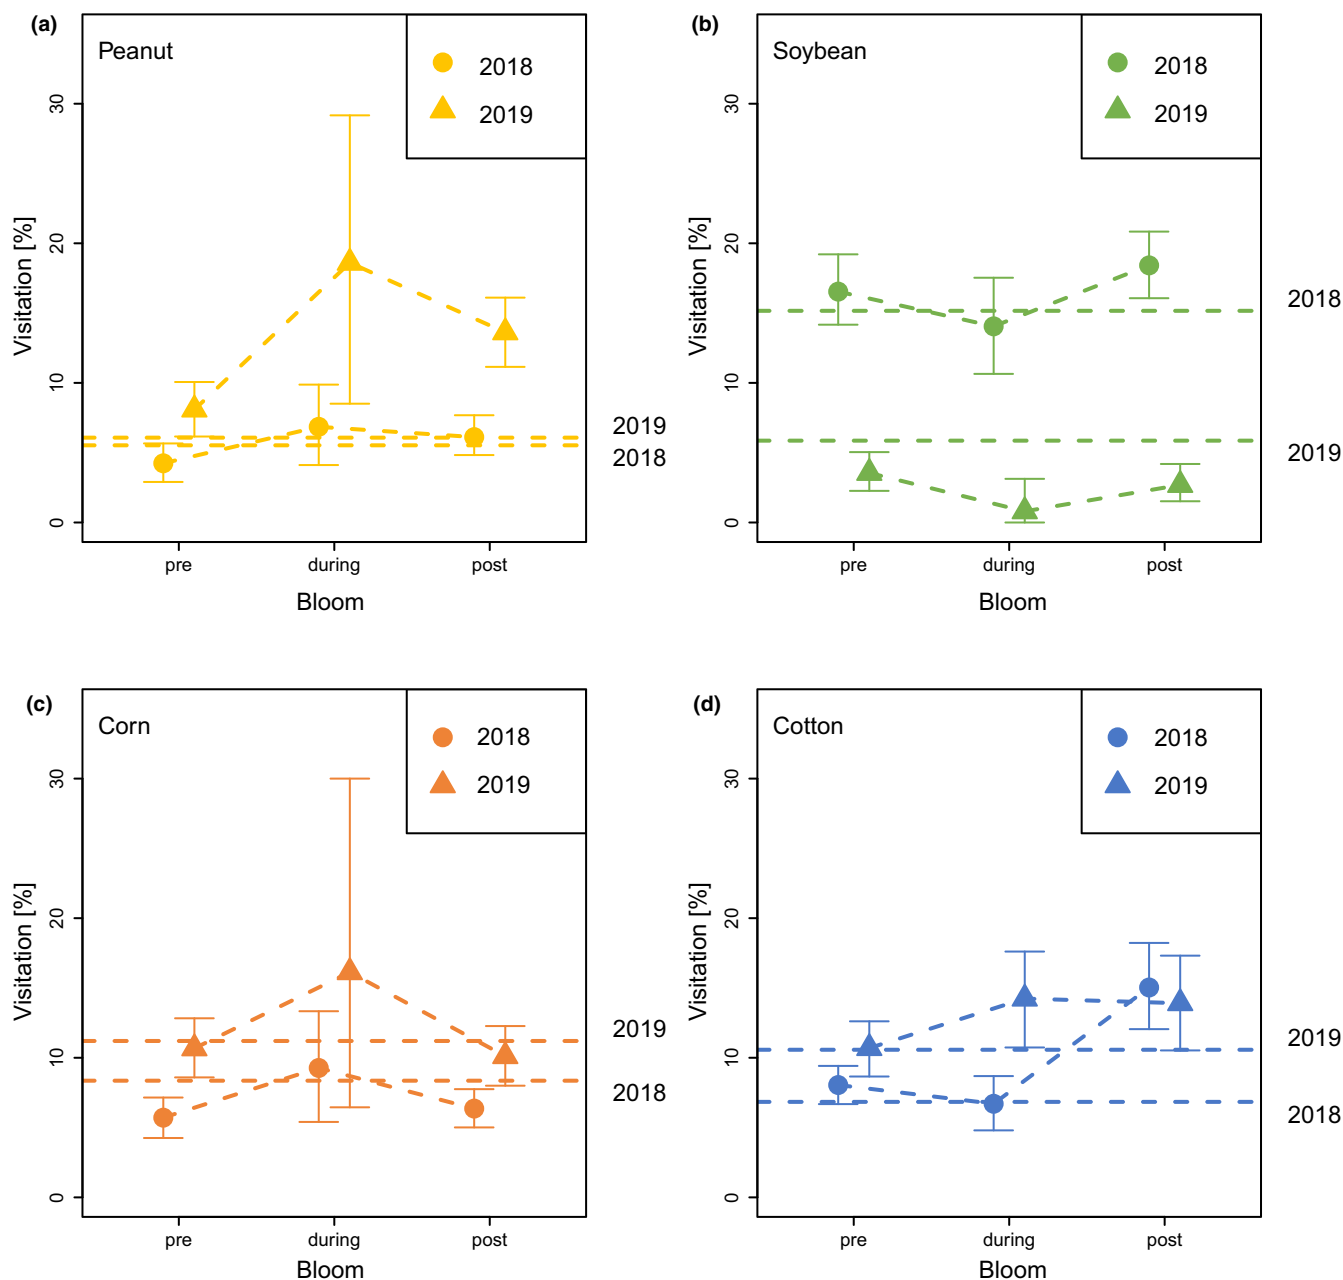 (a)
Peanut
2018
2019
30
20
10
0
Visitation [%]
2019
2018
pre during post
Bloom
(b)
Soybean
2018
2019
30
20
10
0
Visitation [%]
2018
2019
pre during post
Bloom
(c)
Corn
2018
2019
30
20
10
0
Visitation [%]
2019
2018
pre during post
Bloom
(d)
Cotton
2018
2019
30
20
10
0
Visitation [%]
2019
2018
pre during post
Bloom